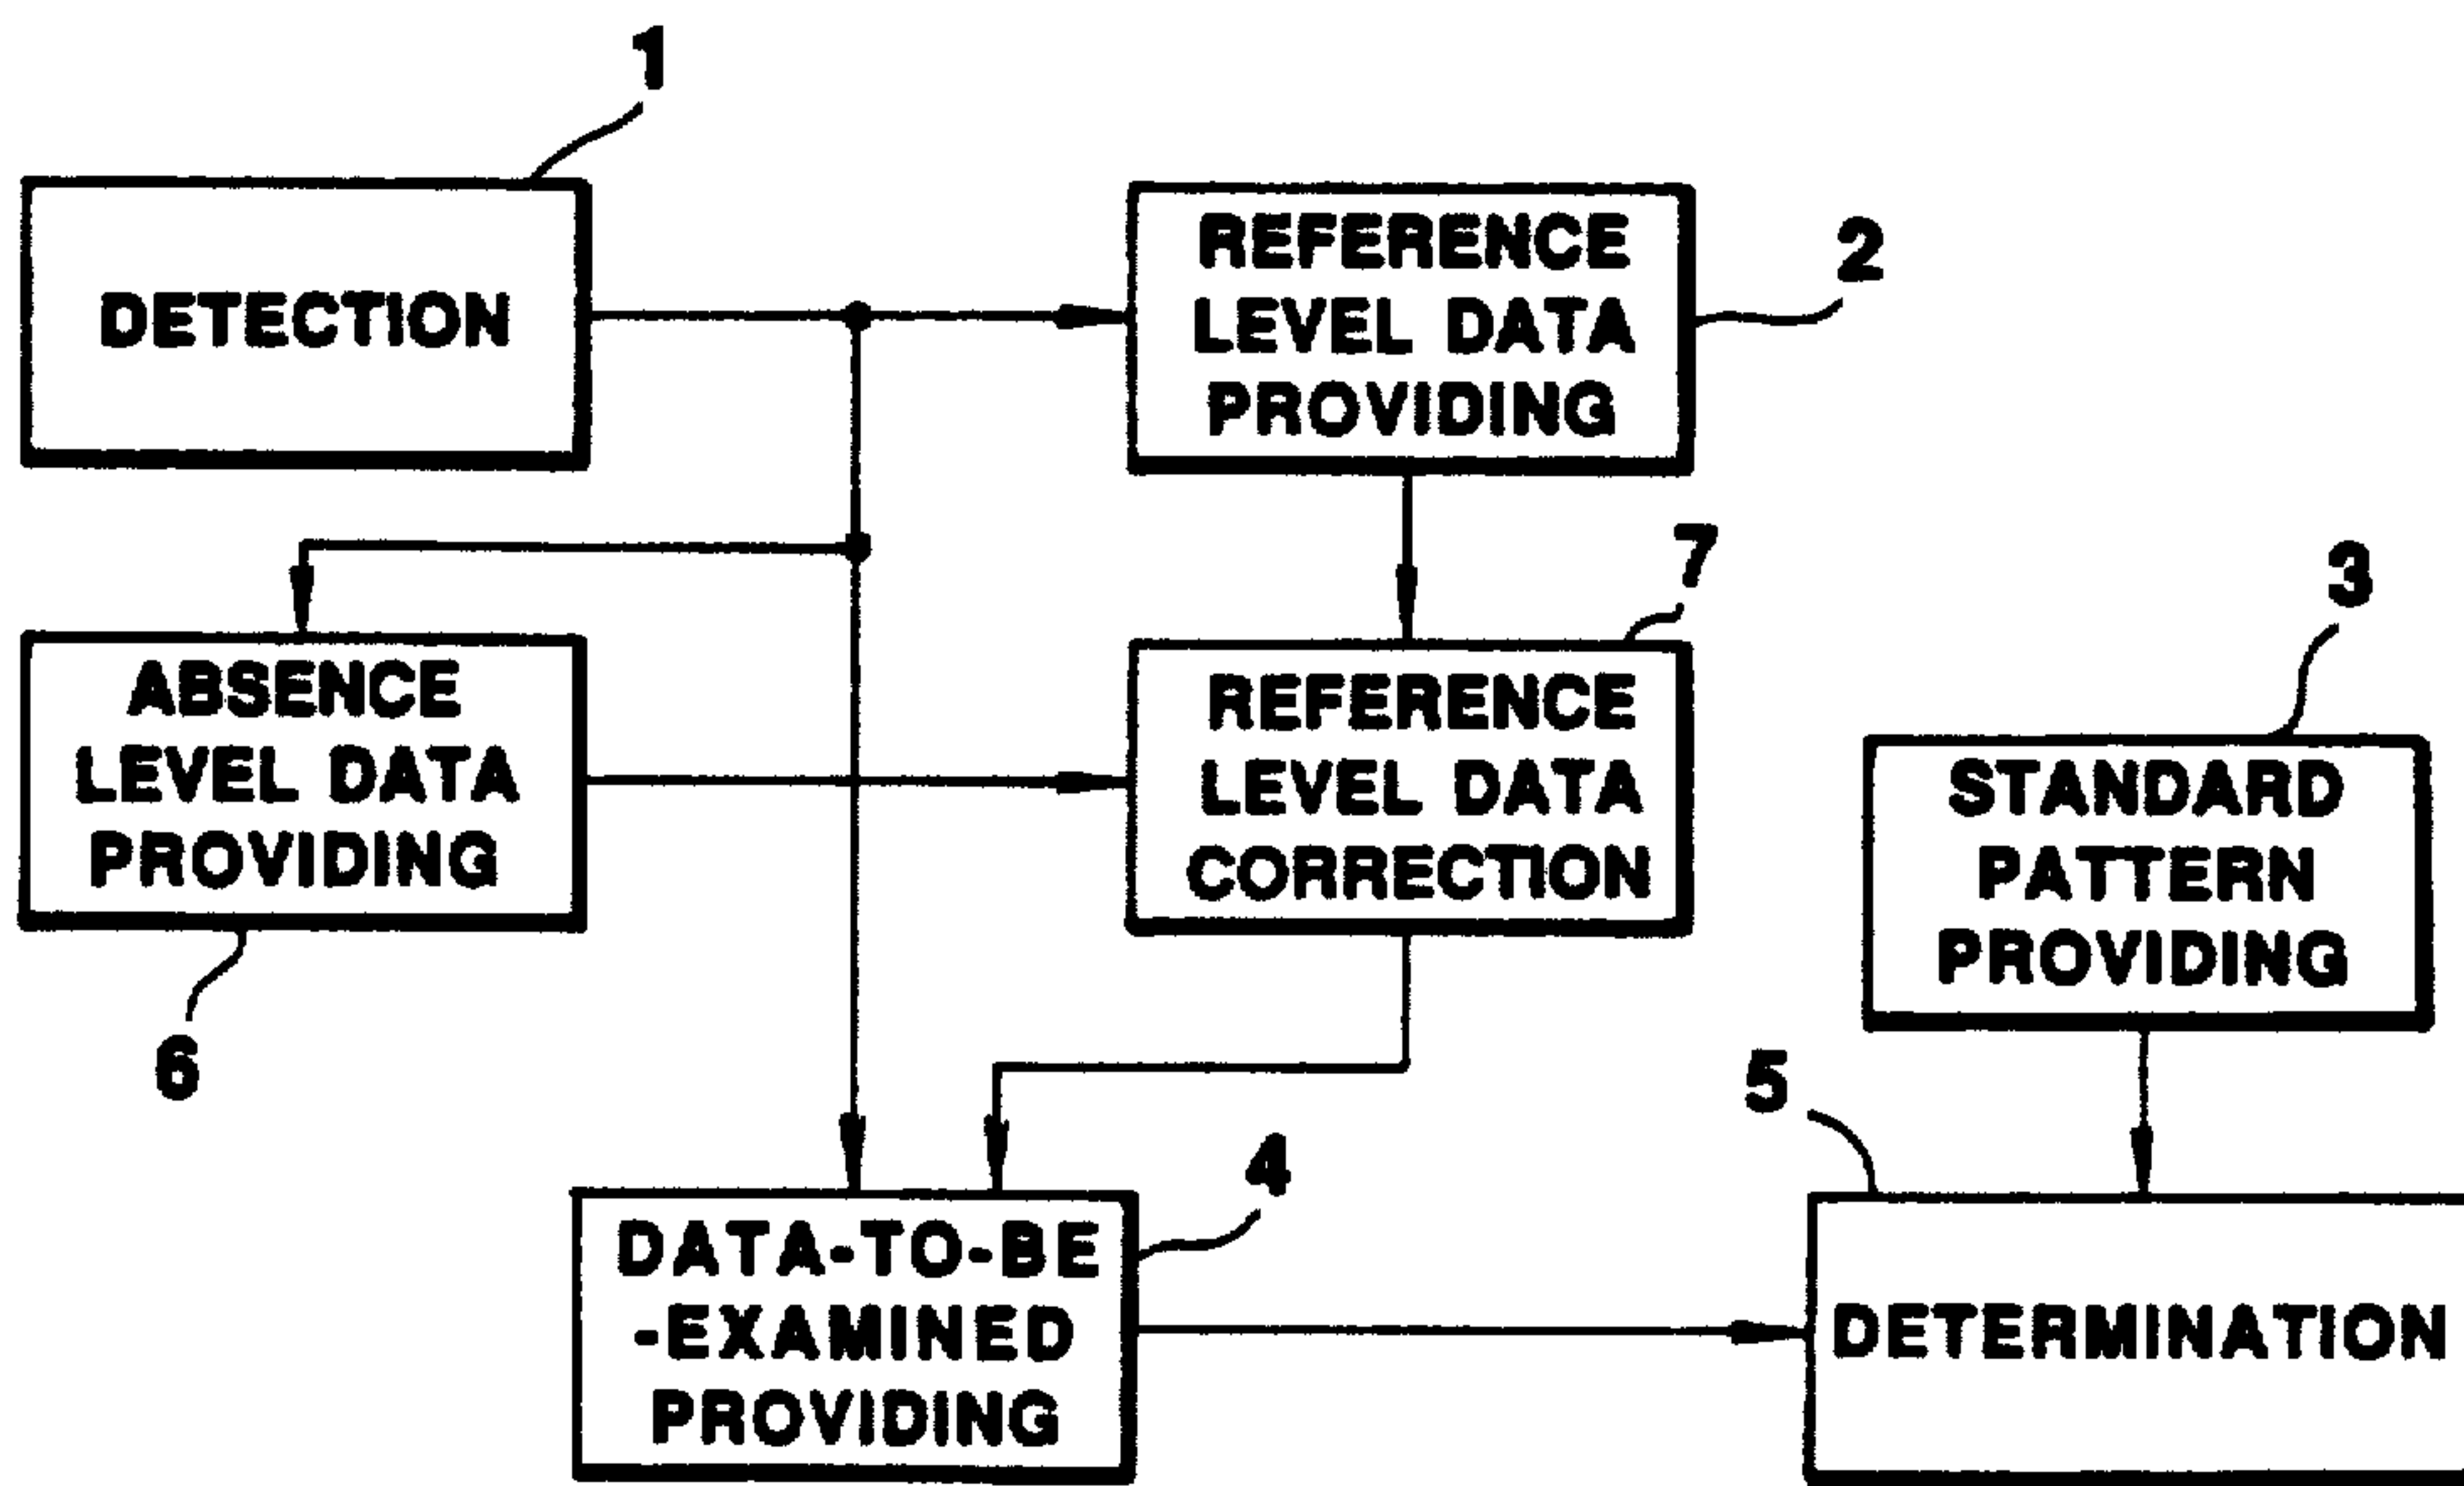 1
DETECTION
REFERENCE
LEVEL DATA
PROVIDING
2
ABSENCE
LEVEL DATA
PROVIDING
6
REFERENCE
LEVEL DATA
CORRECTION
7
STANDARD
PATTERN
PROVIDING
3
DATA-TO-BE
-EXAMINED
PROVIDING
4
DETERMINATION
5